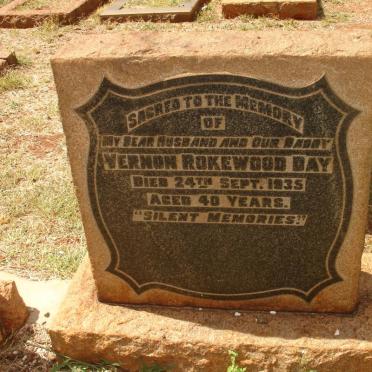 SACRED TO THE MEMORY
OF
MY DEAR HUSBAND AND OUR DADDY
VERNON ROKEWOOD DAY
DIED 24TH SEPT. 1935
AGED 40 YEARS.
"SILENT MEMORIES."